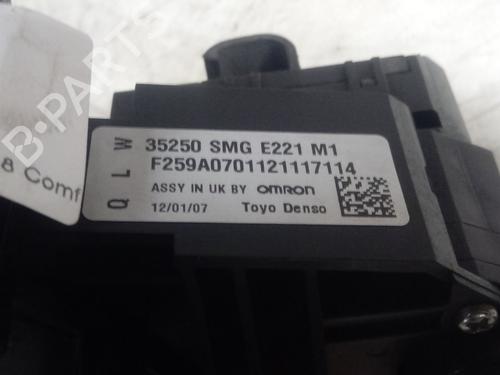 B-PARTS
8 Comf
Q L W
35250 SMG E221 M1
F259A0701121117114
ASSY IN UK BY OMRON
12/01/07 Toyo Denso